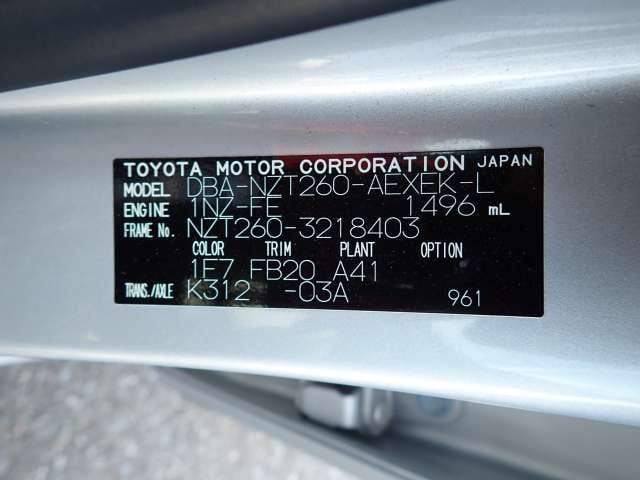 TOYOTA MOTOR CORPORATION JAPAN
MODEL DBA-NZT260-AEXEK-L
ENGINE 1NZ-FE 1496 mL
FRAME No. NZT260-3218403
COLOR TRIM PLANT OPTION
1F7 FB20 A41
TRANS./AXLE K312 -03A 961